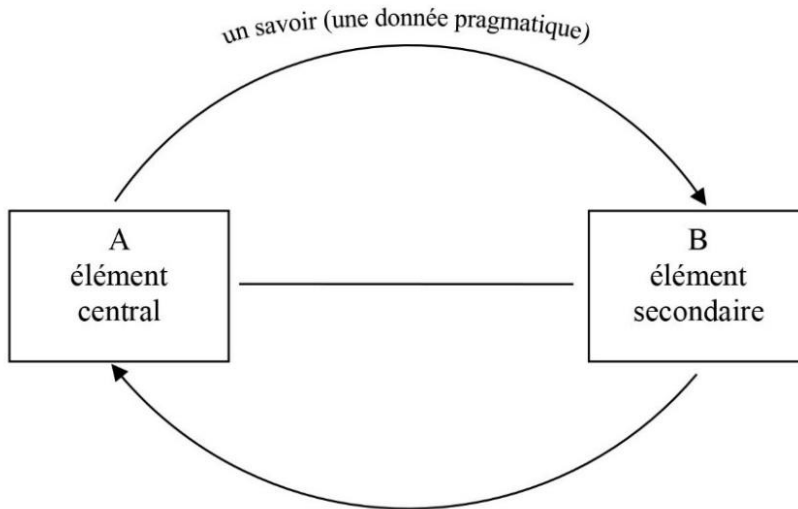 un savoir (une donnée pragmatique)
A
élément
central
B
élément
secondaire